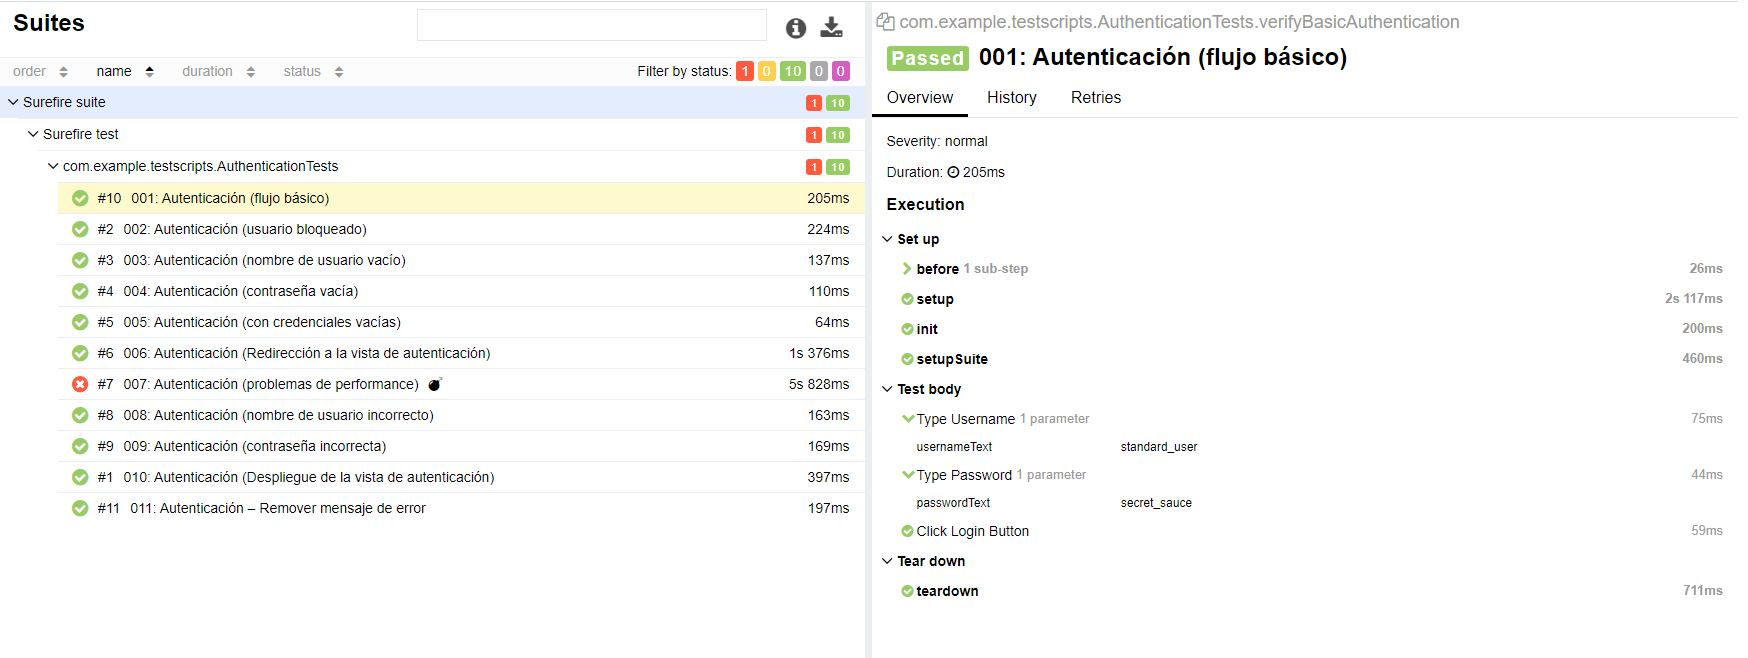 Suites
order name duration status Filter by status: 1 0 10 0 0
Surefire suite 1 10
Surefire test 1 10
com.example.testscripts.AuthenticationTests 1 10
#10 001: Autenticación (flujo básico) 205ms
#2 002: Autenticación (usuario bloqueado) 224ms
#3 003: Autenticación (nombre de usuario vacío) 137ms
#4 004: Autenticación (contraseña vacía) 110ms
#5 005: Autenticación (con credenciales vacías) 64ms
#6 006: Autenticación (Redirección a la vista de autenticación) 1s 376ms
#7 007: Autenticación (problemas de performance) 5s 828ms
#8 008: Autenticación (nombre de usuario incorrecto) 163ms
#9 009: Autenticación (contraseña incorrecta) 169ms
#1 010: Autenticación (Despliegue de la vista de autenticación) 397ms
#11 011: Autenticación – Remover mensaje de error 197ms
com.example.testscripts.AuthenticationTests.verifyBasicAuthentication
Passed 001: Autenticación (flujo básico)
Overview History Retries
Severity: normal
Duration: 205ms
Execution
Set up
before 1 sub-step 26ms
setup 2s 117ms
init 200ms
setupSuite 460ms
Test body
Type Username 1 parameter 75ms
usernameText standard_user
Type Password 1 parameter 44ms
passwordText secret_sauce
Click Login Button 59ms
Tear down
teardown 711ms